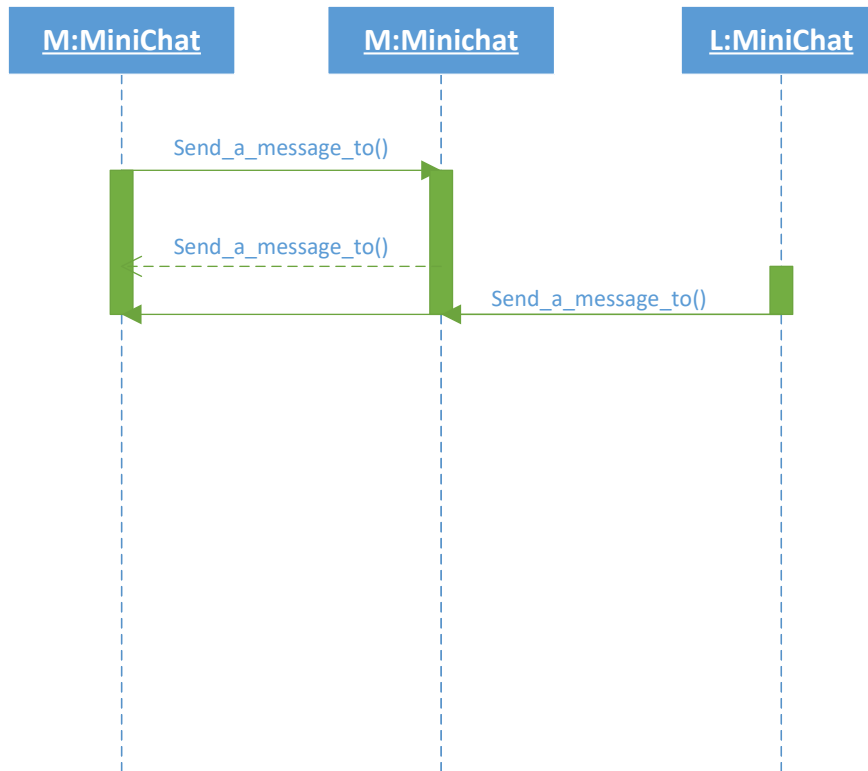 M:MiniChat
M:Minichat
L:MiniChat
Send_a_message_to()
Send_a_message_to()
Send_a_message_to()